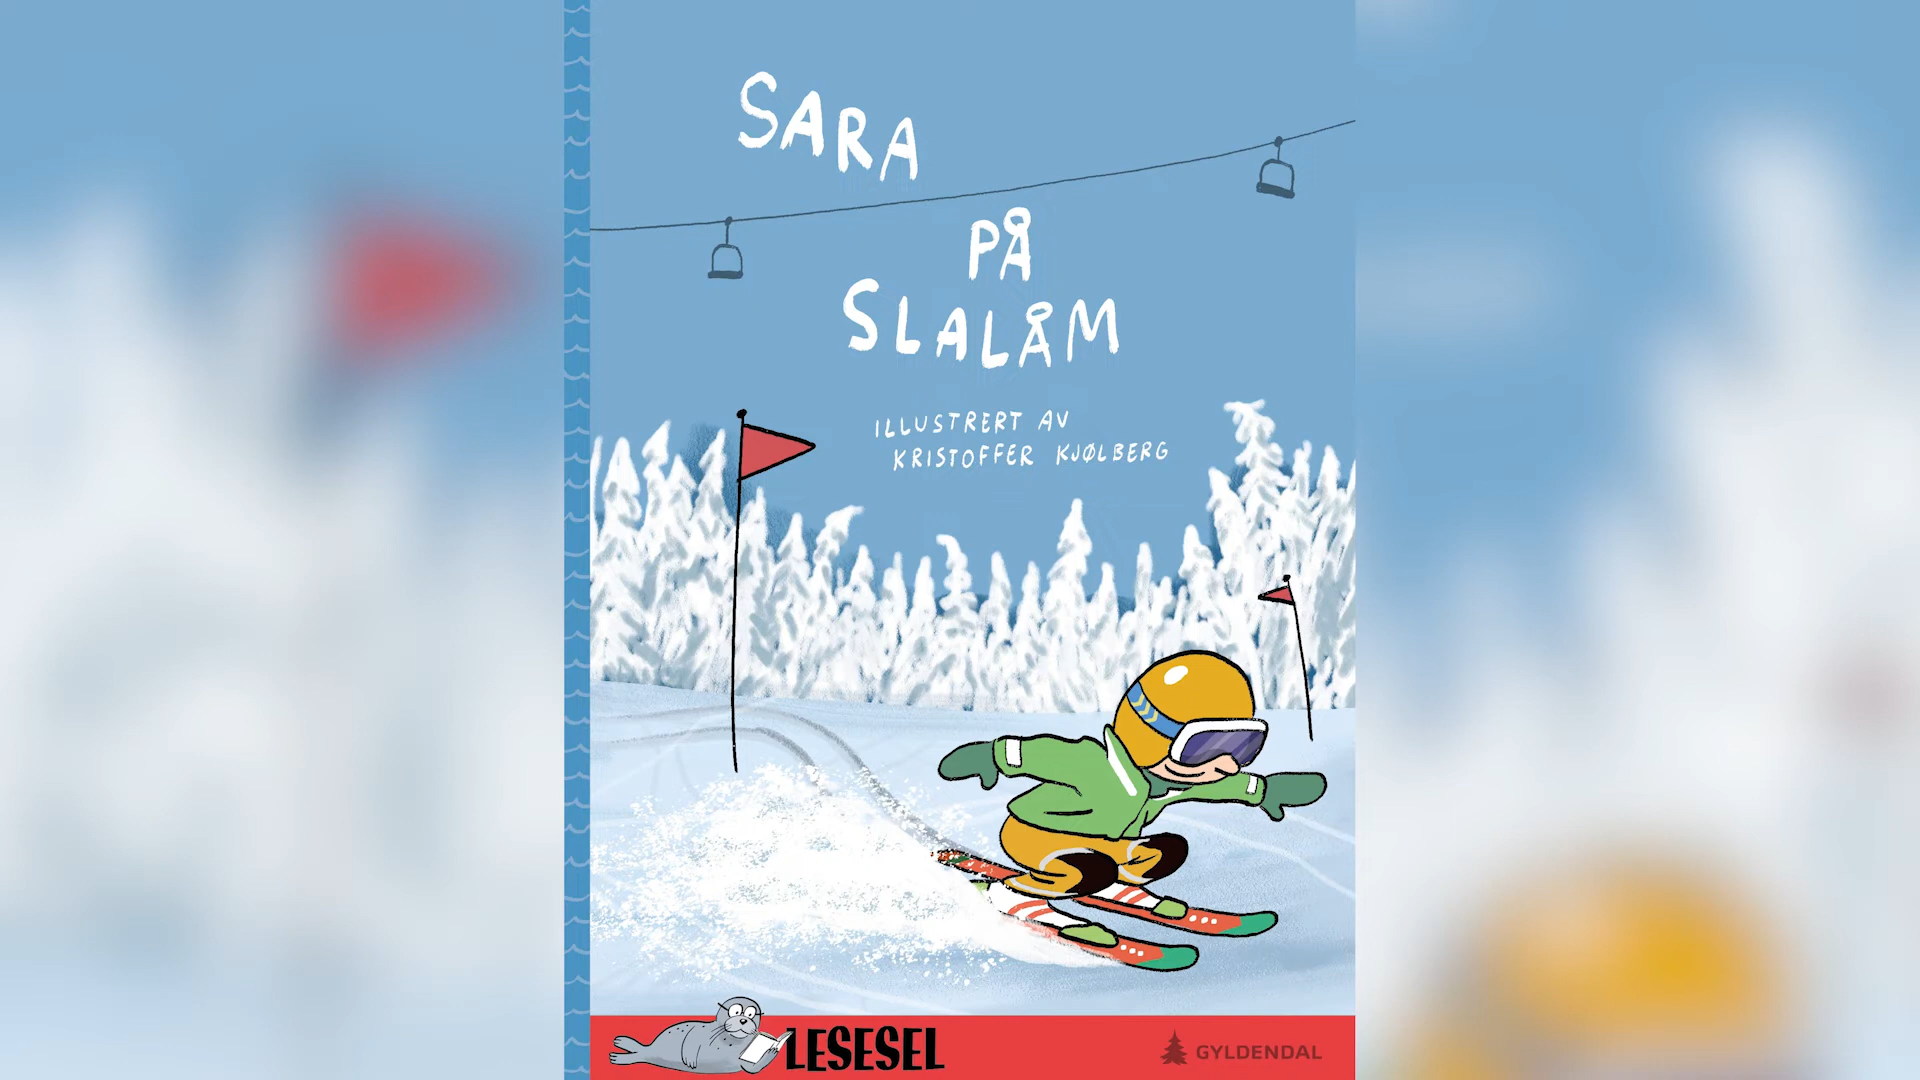 SARA
PÅ
SLALÅM
ILLUSTRERT AV
KRISTOFFER KJØLBERG
LESESEL
GYLDENDAL